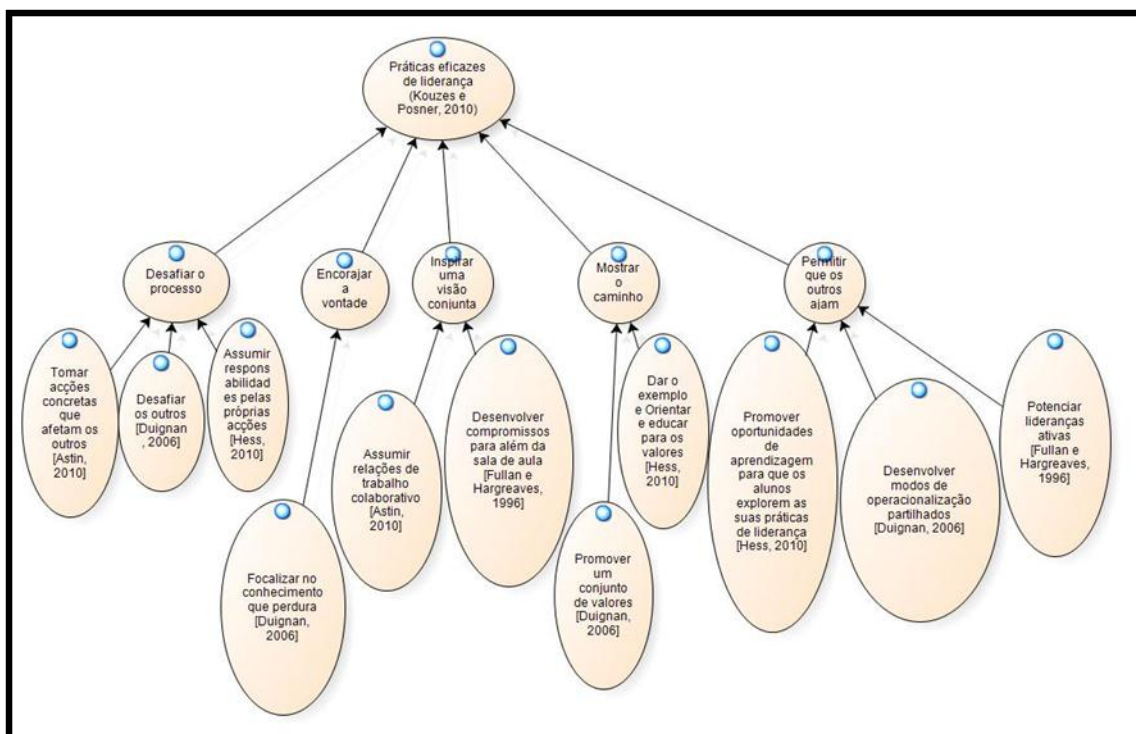 Práticas eficazes
de liderança
(Kouzes e
Posner, 2010)
Desafiar o
processo
Encorajar
a
vontade
Inspirar
uma
visão
conjunta
Mostrar
o
caminho
Permitir
que os
outros
ajam
Tomar
acções
concretas
que
afetam os
outros
[Astin,
2010]
Desafiar
os outros
[Duignan
, 2006]
Assumir
respons
abilidad
es pelas
próprias
acções
[Hess,
2010]
Focalizar no
conhecimento
que perdura
[Duignan,
2006]
Assumir
relações de
trabalho
colaborativo
[Astin, 2010]
Desenvolver
compromissos
para além da
sala de aula
[Fullan e
Hargreaves,
1996]
Promover
um
conjunto
de valores
[Duignan,
2006]
Dar o
exemplo
e Orientar
e educar
para os
valores
[Hess,
2010]
Promover
oportunidades
de
aprendizagem
para que os
alunos
explorem as
suas práticas
de liderança
[Hess, 2010]
Desenvolver
modos de
operacionalização
partilhados
[Duignan, 2006]
Potenciar
lideranças
ativas
[Fullan e
Hargreaves,
1996]